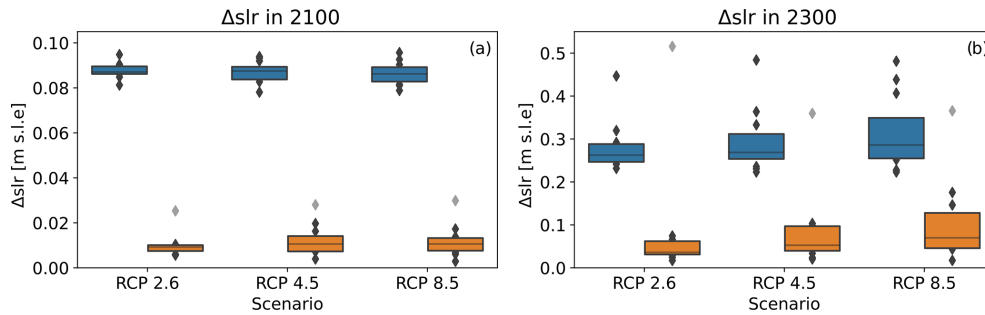 Δslr in 2100
(a)
Δslr [m s.l.e]
0.10
0.08
0.06
0.04
0.02
0.00
RCP 2.6
RCP 4.5
RCP 8.5
Scenario
Δslr in 2300
(b)
Δslr [m s.l.e]
0.5
0.4
0.3
0.2
0.1
0.0
RCP 2.6
RCP 4.5
RCP 8.5
Scenario